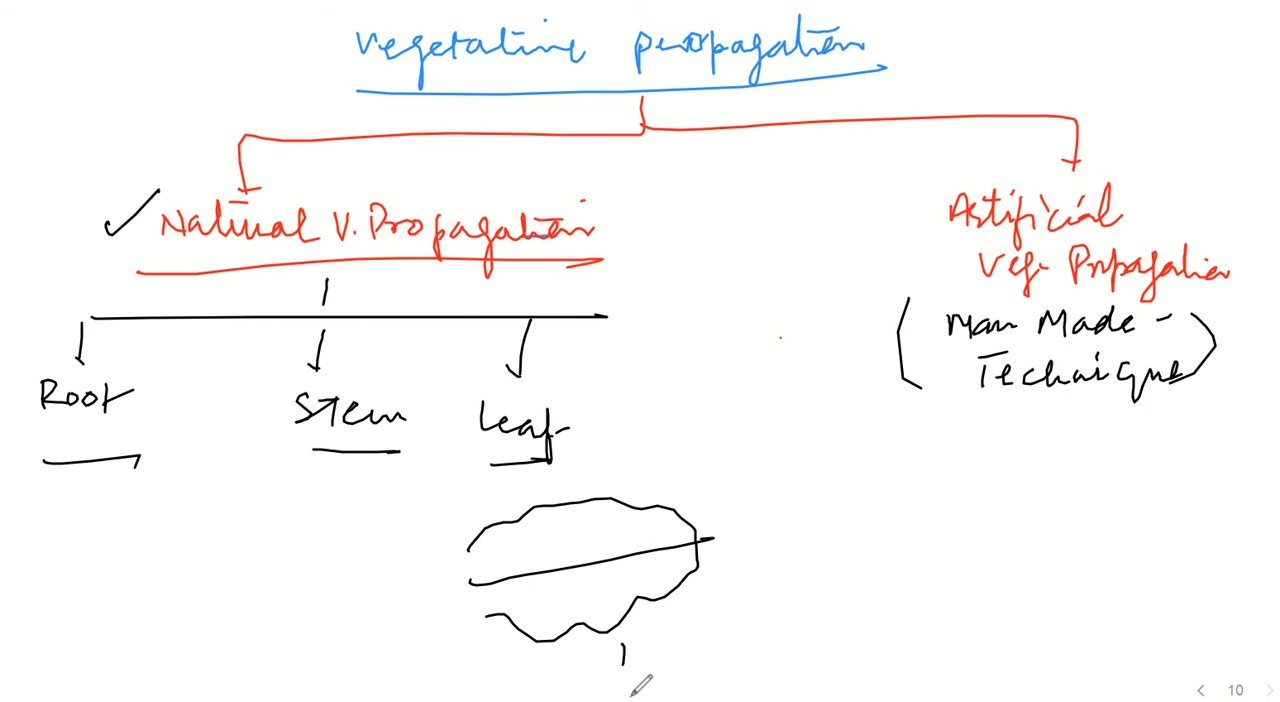 Vegetative propagation
Natural V. Propagation
Artificial
Veg. Propagation
(Man Made -
Technique)
Root
Stem
Leaf
10